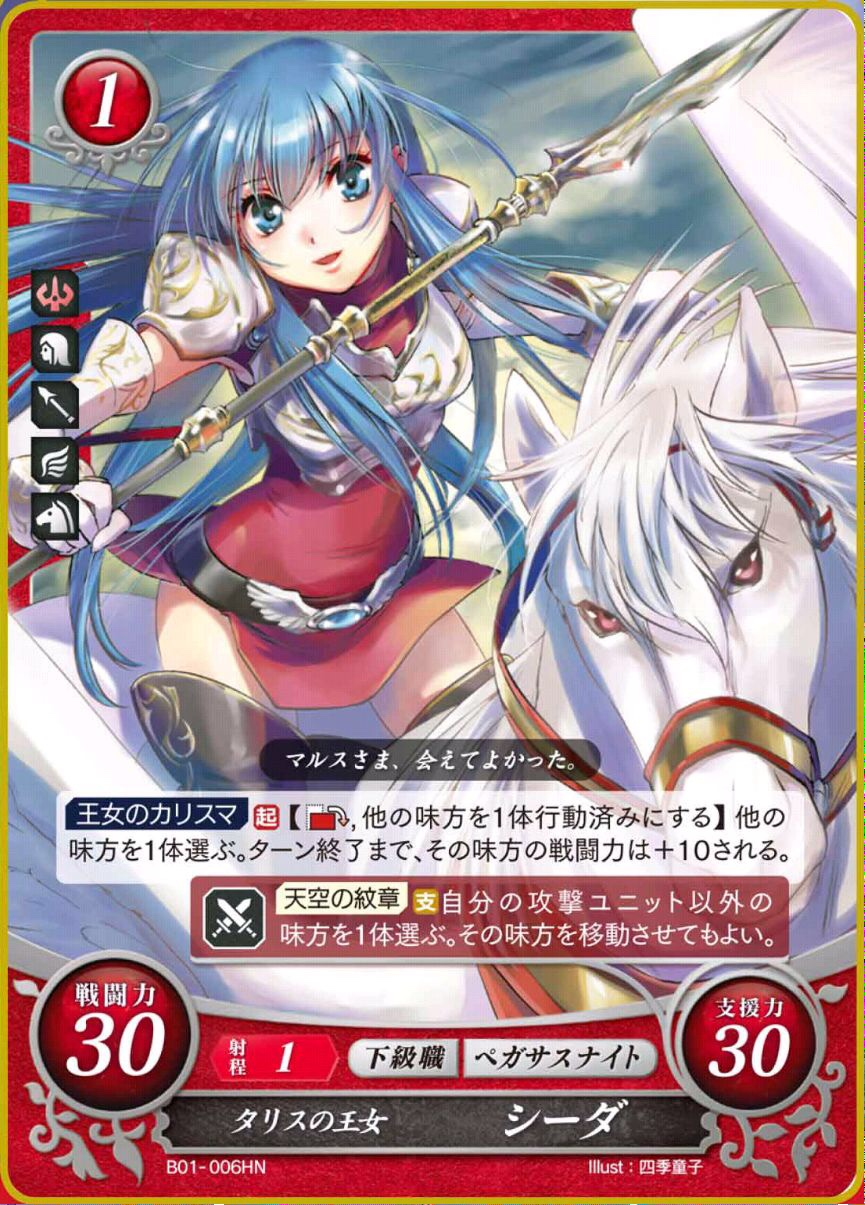 1
マルスさま、会えてよかった。
王女のカリスマ 起【 ,他の味方を1体行動済みにする】他の
味方を1体選ぶ。ターン終了まで、その味方の戦闘力は＋10される。
天空の紋章 支 自分の攻撃ユニット以外の
味方を1体選ぶ。その味方を移動させてもよい。
戦闘力
30
射程 1 下級職 ペガサスナイト
支援力
30
タリスの王女 シーダ
B01-006HN Illust：四季童子